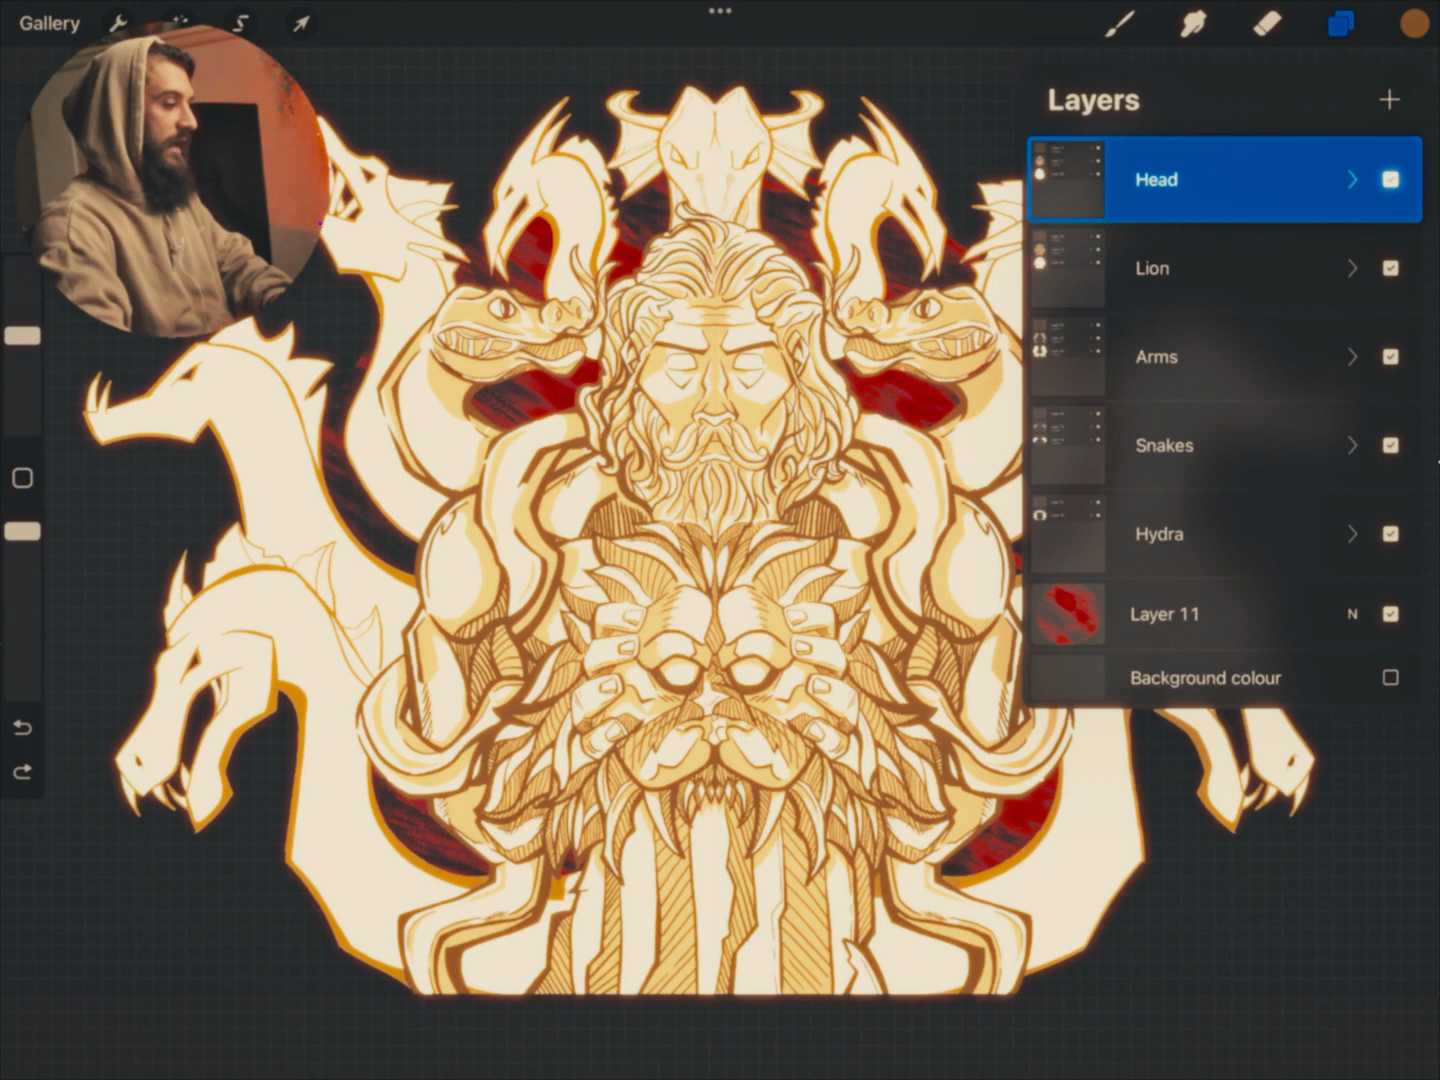 Gallery
Layers
Head
Lion
Arms
Snakes
Hydra
Layer 11 N
Background colour